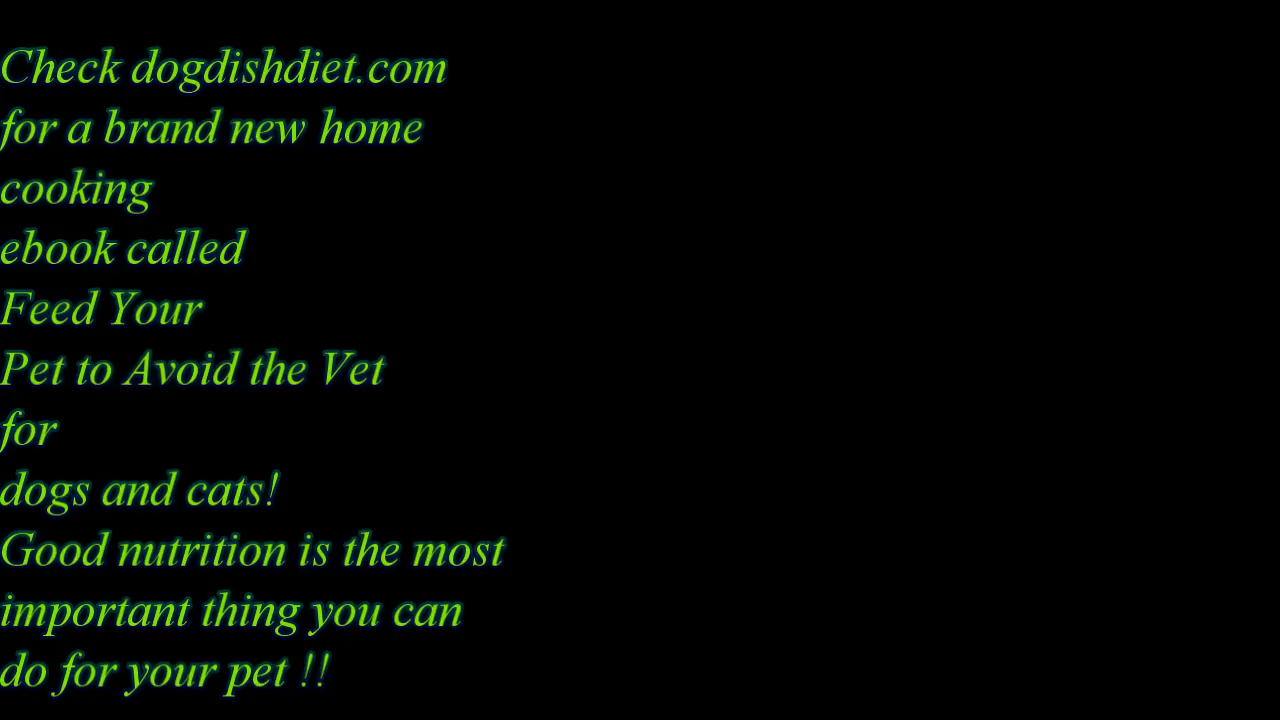 Check dogdishdiet.com
for a brand new home
cooking
ebook called
Feed Your
Pet to Avoid the Vet
for
dogs and cats!
Good nutrition is the most
important thing you can
do for your pet !!